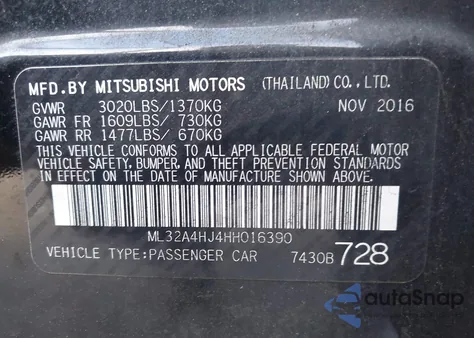 MFD.BY MITSUBISHI MOTORS (THAILAND) CO., LTD.
GVWR 3020LBS/1370KG NOV 2016
GAWR FR 1609LBS/ 730KG
GAWR RR 1477LBS/ 670KG
THIS VEHICLE CONFORMS TO ALL APPLICABLE FEDERAL MOTOR
VEHICLE SAFETY, BUMPER, AND THEFT PREVENTION STANDARDS
IN EFFECT ON THE DATE OF MANUFACTURE SHOWN ABOVE.
ML32A4HJ4HH016390
VEHICLE TYPE:PASSENGER CAR 7430B 728
autoSnap
Powered by